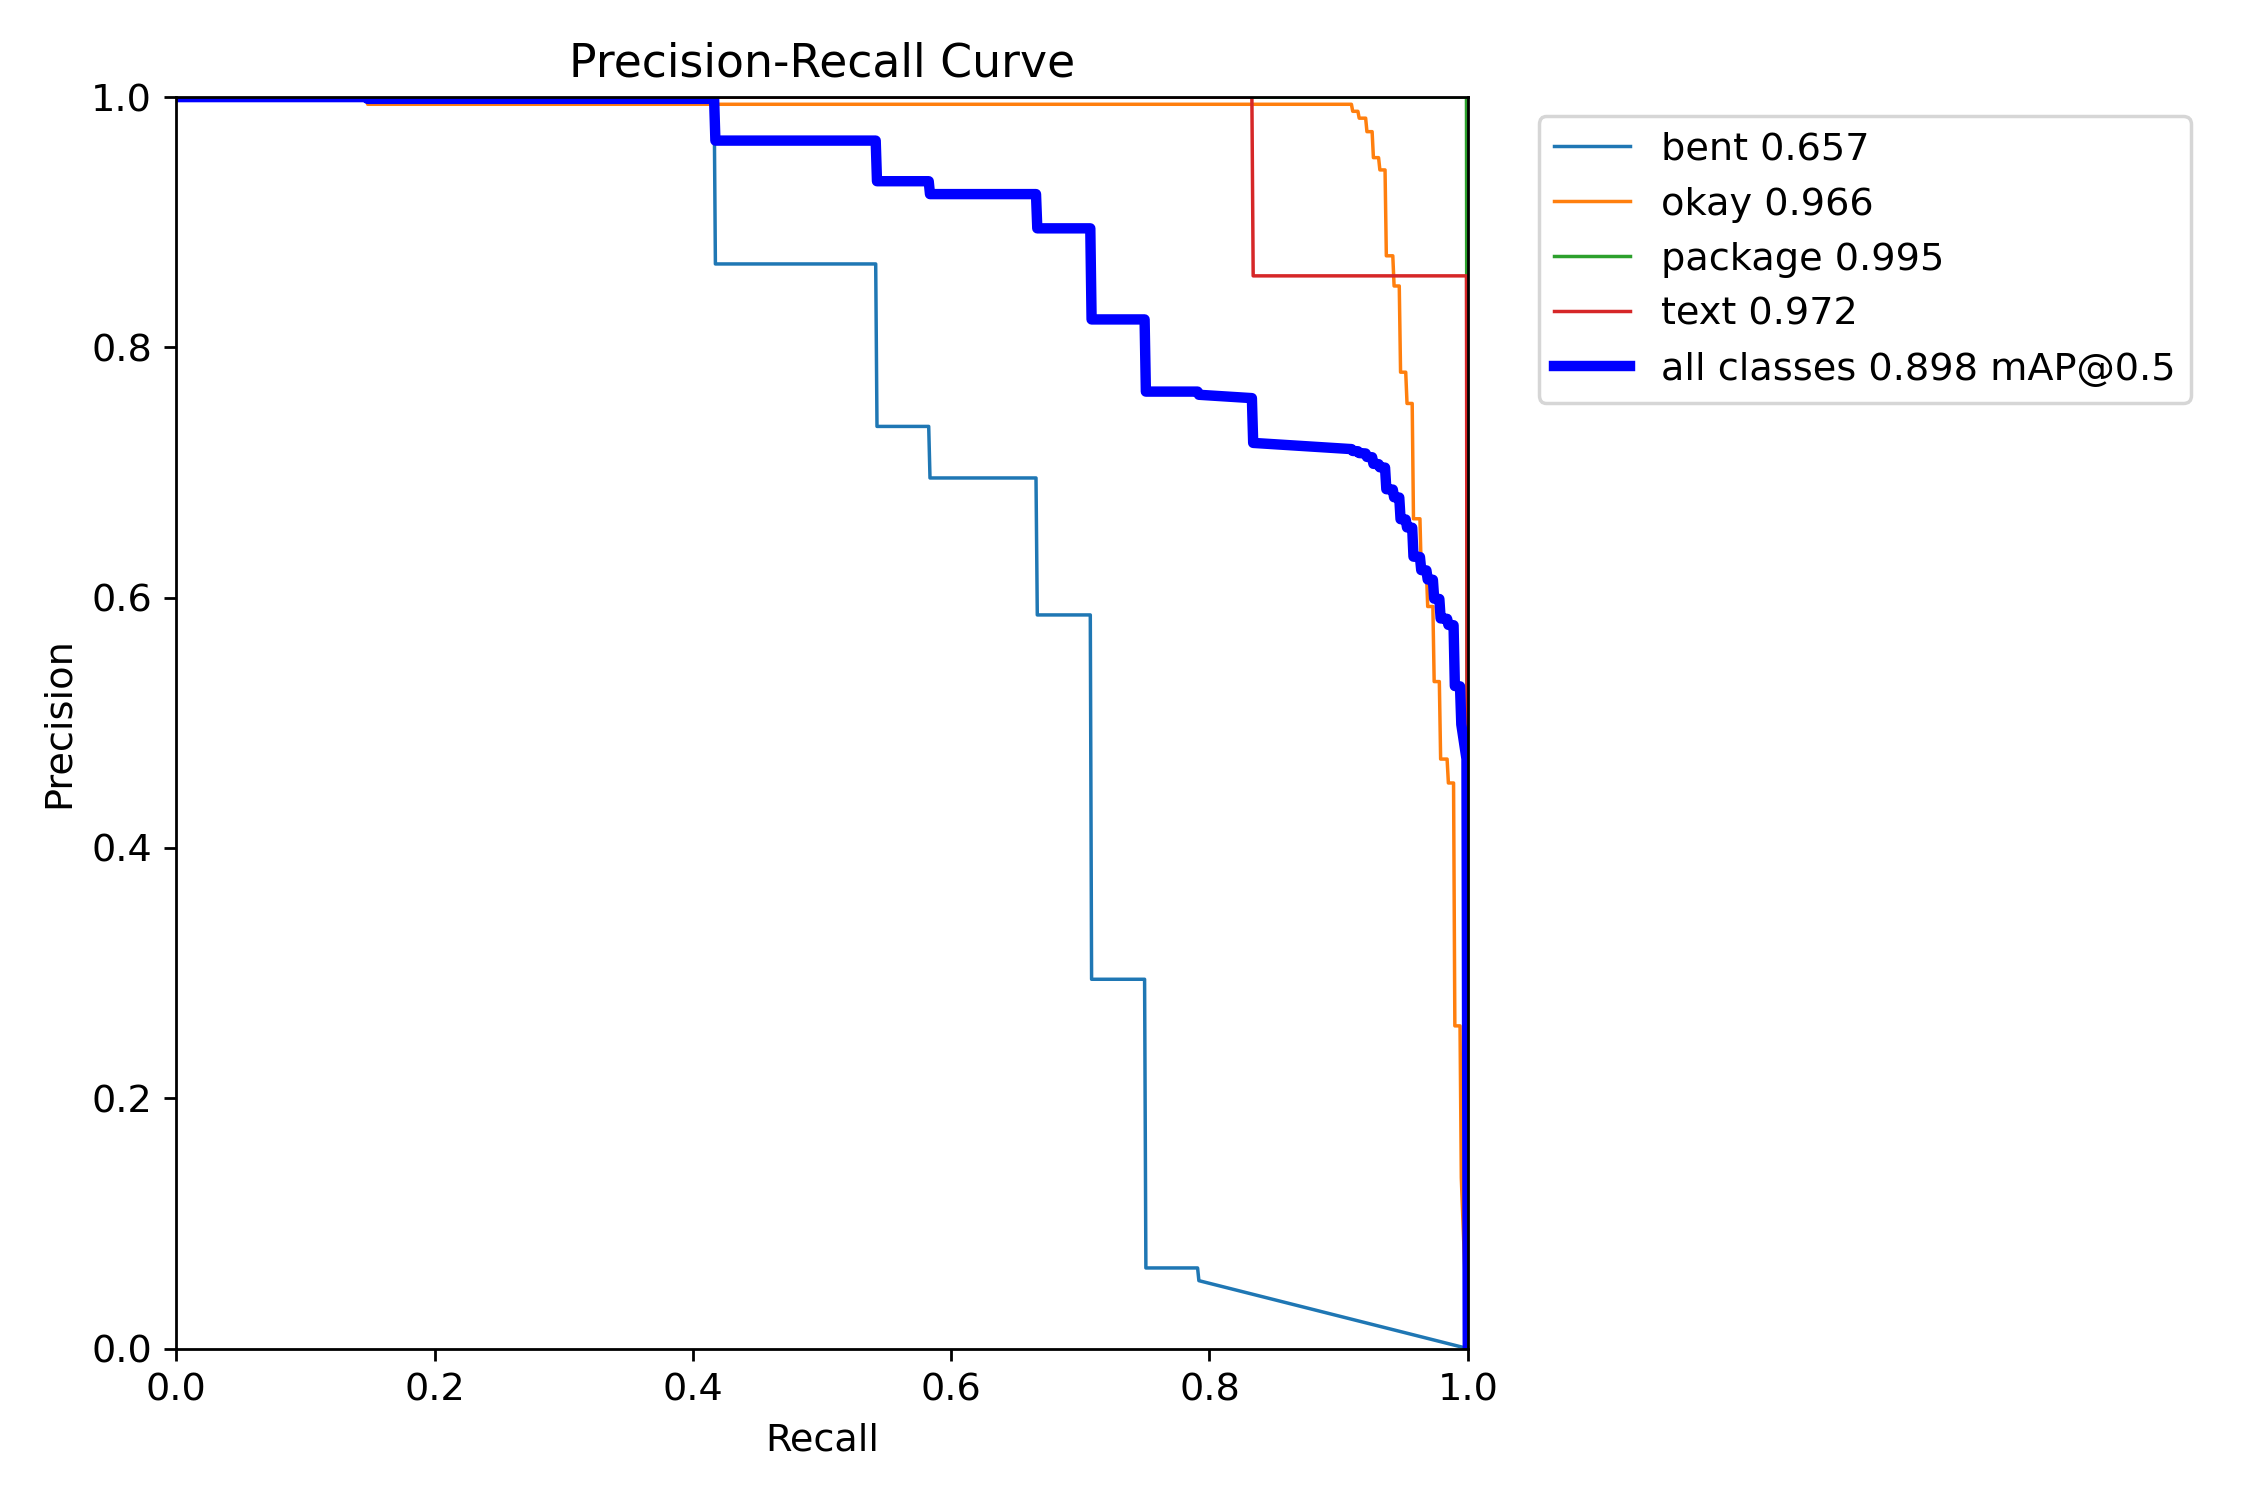 Precision-Recall Curve
1.0
0.8
0.6
0.4
0.2
0.0
Precision
0.0 0.2 0.4 0.6 0.8 1.0
Recall
bent 0.657
okay 0.966
package 0.995
text 0.972
all classes 0.898 mAP@0.5